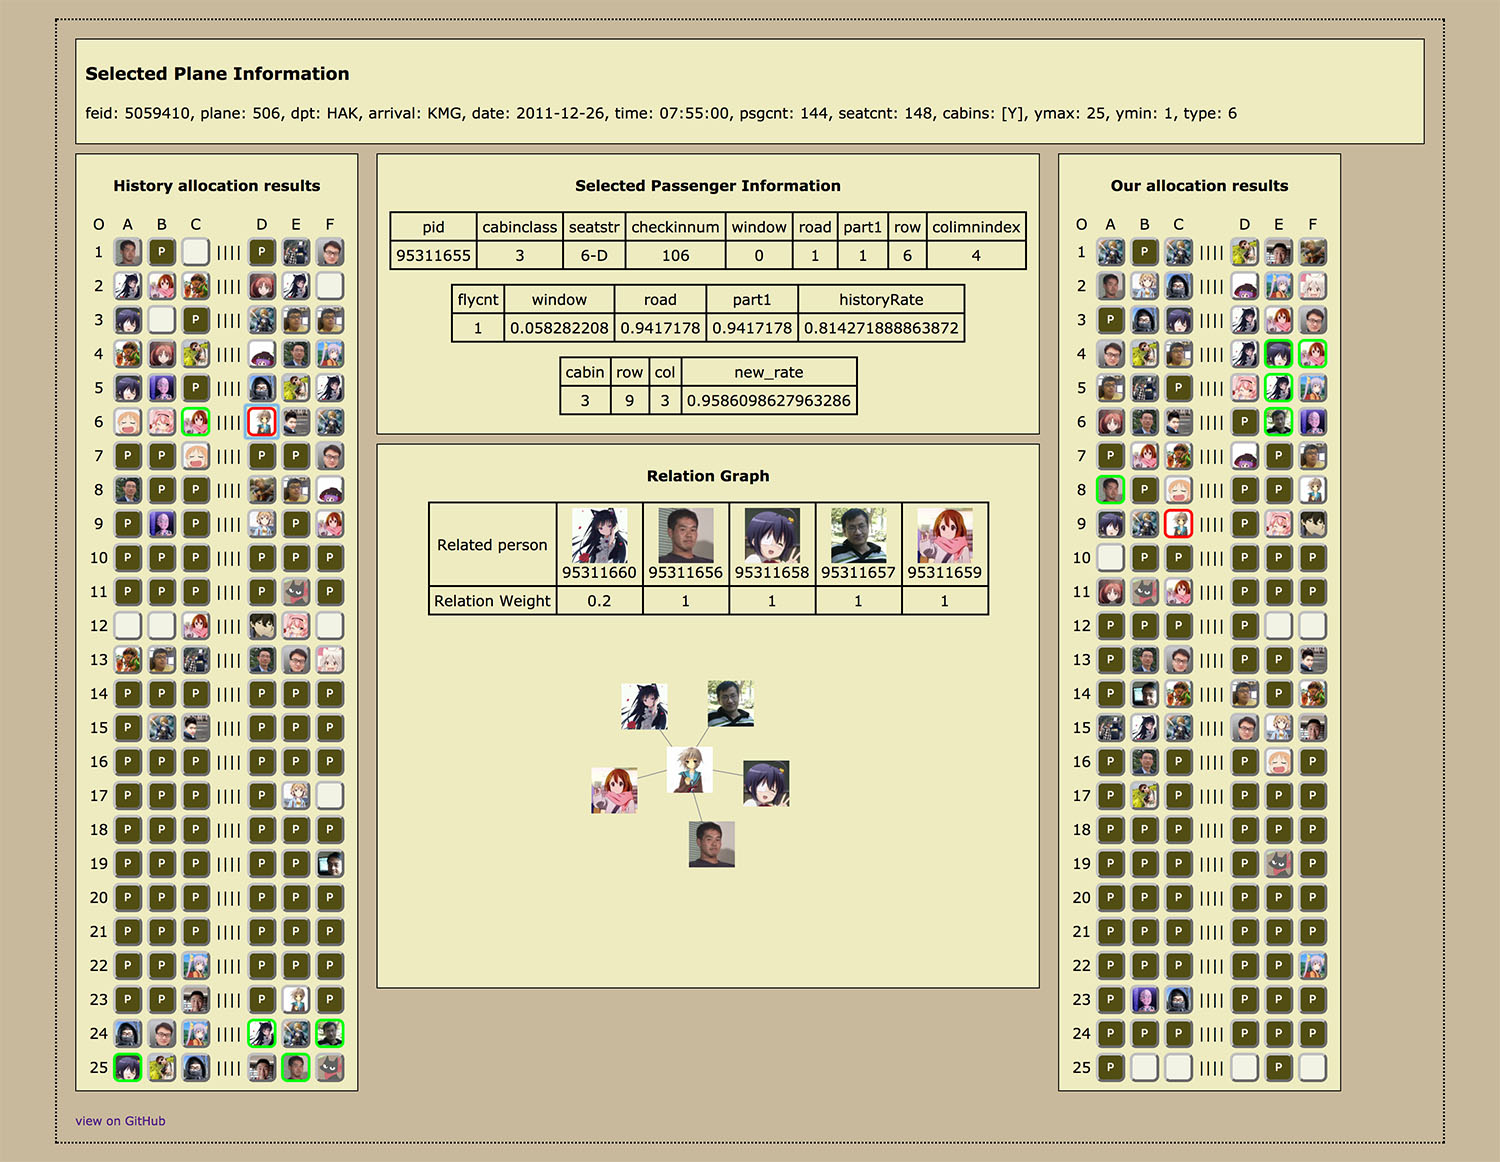 Selected Plane Information
feid: 5059410, plane: 506, dpt: HAK, arrival: KMG, date: 2011-12-26, time: 07:55:00, psgcnt: 144, seatcnt: 148, cabins: [Y], ymax: 25, ymin: 1, type: 6
History allocation results
O A B C D E F
1 P |||| P
2 ||||
3 P ||||
4 ||||
5 P ||||
6 ||||
7 P P |||| P P
8 P P ||||
9 P P |||| P
10 P P P |||| P P P
11 P P P |||| P P
12 ||||
13 ||||
14 P P P |||| P P P
15 P |||| P P P
16 P P P |||| P P P
17 P P P |||| P
18 P P P |||| P P P
19 P P P |||| P P
20 P P P |||| P P P
21 P P P |||| P P P
22 P P |||| P P P
23 P P |||| P P
24 ||||
25 ||||
Selected Passenger Information
pid cabinclass seatstr checkinnum window road part1 row colimnindex
95311655 3 6-D 106 0 1 1 6 4
flycnt window road part1 historyRate
1 0.058282208 0.9417178 0.9417178 0.814271888863872
cabin row col new_rate
3 9 3 0.9586098627963286
Relation Graph
Related person 95311660 95311656 95311658 95311657 95311659
Relation Weight 0.2 1 1 1 1
Our allocation results
O A B C D E F
1 P ||||
2 ||||
3 P ||||
4 ||||
5 P ||||
6 |||| P
7 P |||| P
8 P |||| P P
9 |||| P
10 P P |||| P P P
11 |||| P P P
12 P P P |||| P
13 P |||| P P
14 P |||| P
15 ||||
16 P P |||| P P
17 P P |||| P P P
18 P P P |||| P P P
19 P P P |||| P P
20 P P P |||| P P P
21 P P P |||| P P P
22 P P P |||| P P
23 P |||| P P P
24 P P P |||| P P P
25 P |||| P
view on GitHub